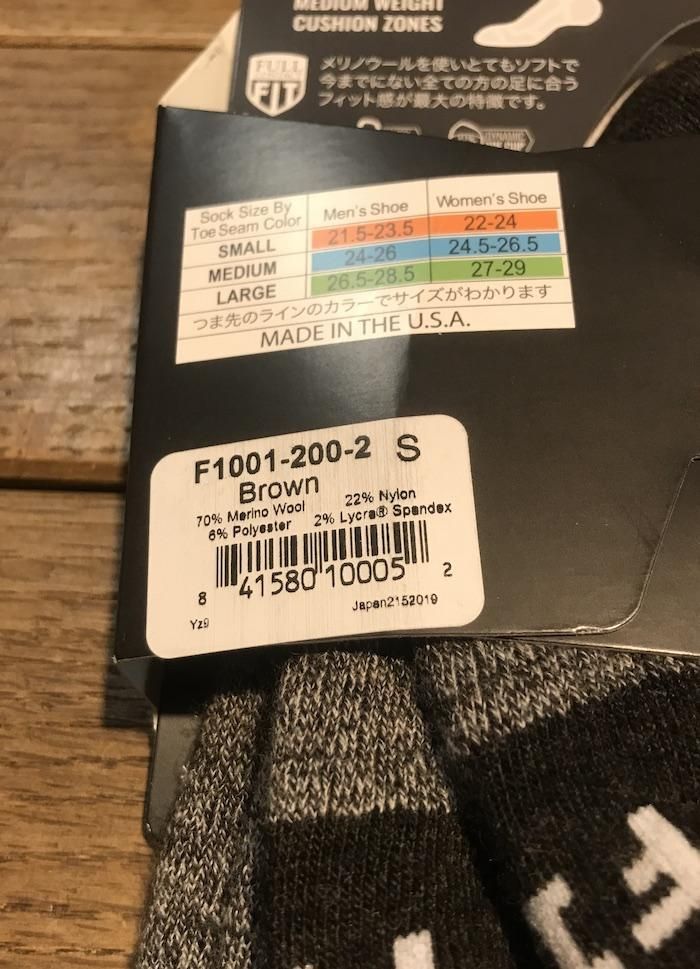 MEDIUM WEIGHT
CUSHION ZONES
FULL
FIT
メリノウールを使いとてもソフトで
今までにない全ての方の足に合う
フィット感が最大の特徴です。
DYNAMIC
Sock Size By
Toe Seam Color
Men's Shoe
Women's Shoe
SMALL
21.5-23.5
22-24
MEDIUM
24-26
24.5-26.5
LARGE
26.5-28.5
27-29
つま先のラインのカラーでサイズがわかります
MADE IN THE U.S.A.
F1001-200-2 S
Brown
70% Merino Wool 22% Nylon
6% Polyester 2% Lycra® Spandex
8 41580 10005 2
Japan2152019
Yz9